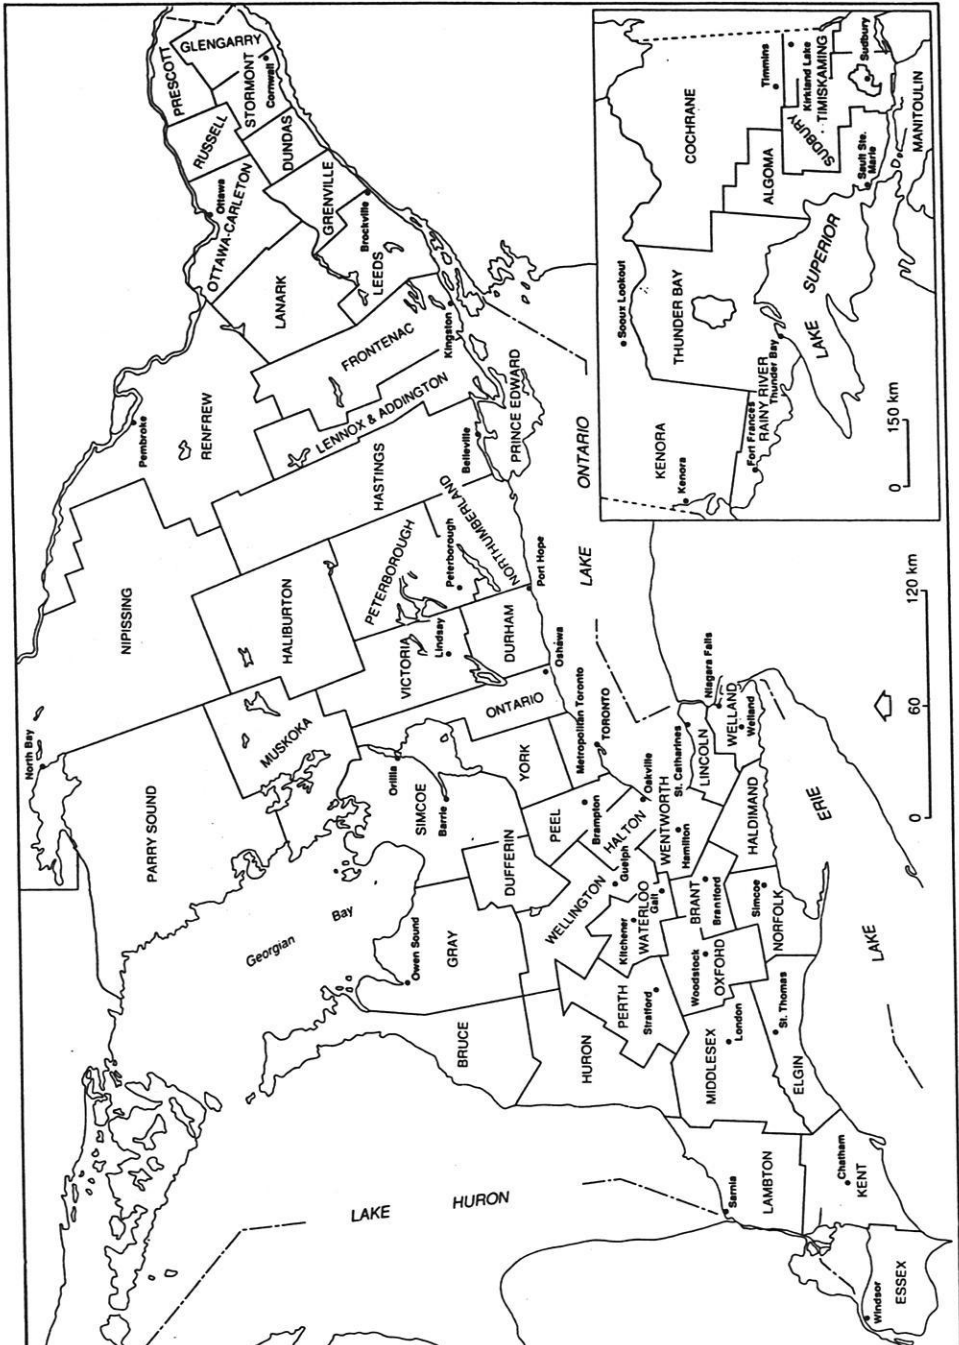 GLENGARRY
PRESCOTT
STORMONT
Cornwall
RUSSELL
DUNDAS
OTTAWA-CARLETON
Ottawa
GRENVILLE
Brockville
LEEDS
LANARK
FRONTENAC
Kingston
LENNOX & ADDINGTON
RENFREW
Pembroke
HASTINGS
Belleville
PRINCE EDWARD
NORTHUMBERLAND
PETERBOROUGH
Peterborough
Port Hope
NIPISSING
HALIBURTON
VICTORIA
Lindsay
DURHAM
Oshawa
ONTARIO
North Bay
MUSKOKA
PARRY SOUND
Orillia
SIMCOE
Barrie
YORK
Metropolitan Toronto
TORONTO
PEEL
Brampton
HALTON
Oakville
DUFFERIN
WELLINGTON
Guelph
WENTWORTH
Hamilton
St. Catharines
LINCOLN
Niagara Falls
WELLAND
Welland
HALDIMAND
Georgian
Bay
Owen Sound
GRAY
BRUCE
WATERLOO
Kitchener
Galt
BRANT
Brantford
Simcoe
NORFOLK
Woodstock
OXFORD
PERTH
Stratford
HURON
MIDDLESEX
London
St. Thomas
ELGIN
LAMBTON
Sarnia
Chatham
KENT
Windsor
ESSEX
LAKE HURON
LAKE ERIE
LAKE ONTARIO
0 60 120 km
COCHRANE
Timmins
Kirkland Lake
TIMISKAMING
SUDBURY
Sudbury
ALGOMA
Sault Ste.
Marie
MANITOULIN
LAKE SUPERIOR
THUNDER BAY
Sooux Lookout
Thunder Bay
RAINY RIVER
Fort Frances
KENORA
Kenora
0 150 km